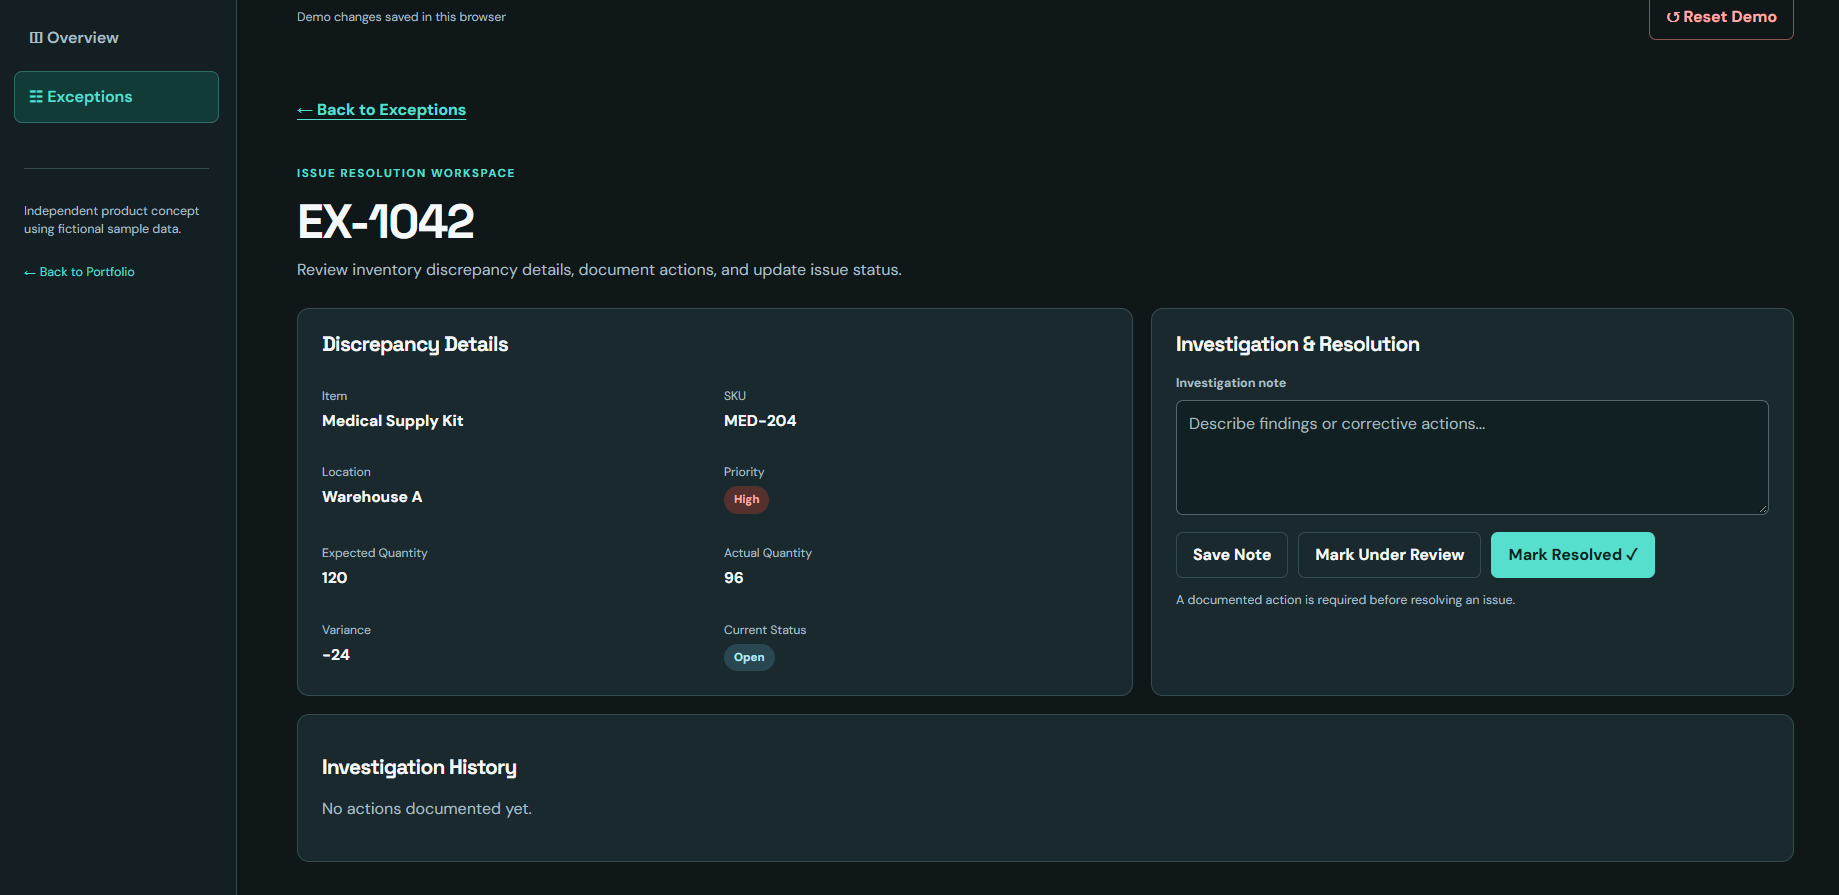 Overview
Exceptions
Independent product concept
using fictional sample data.
← Back to Portfolio
Demo changes saved in this browser
↺ Reset Demo
← Back to Exceptions
ISSUE RESOLUTION WORKSPACE
EX-1042
Review inventory discrepancy details, document actions, and update issue status.
Discrepancy Details
Item
Medical Supply Kit
SKU
MED-204
Location
Warehouse A
Priority
High
Expected Quantity
120
Actual Quantity
96
Variance
-24
Current Status
Open
Investigation & Resolution
Investigation note
Describe findings or corrective actions...
Save Note
Mark Under Review
Mark Resolved ✓
A documented action is required before resolving an issue.
Investigation History
No actions documented yet.